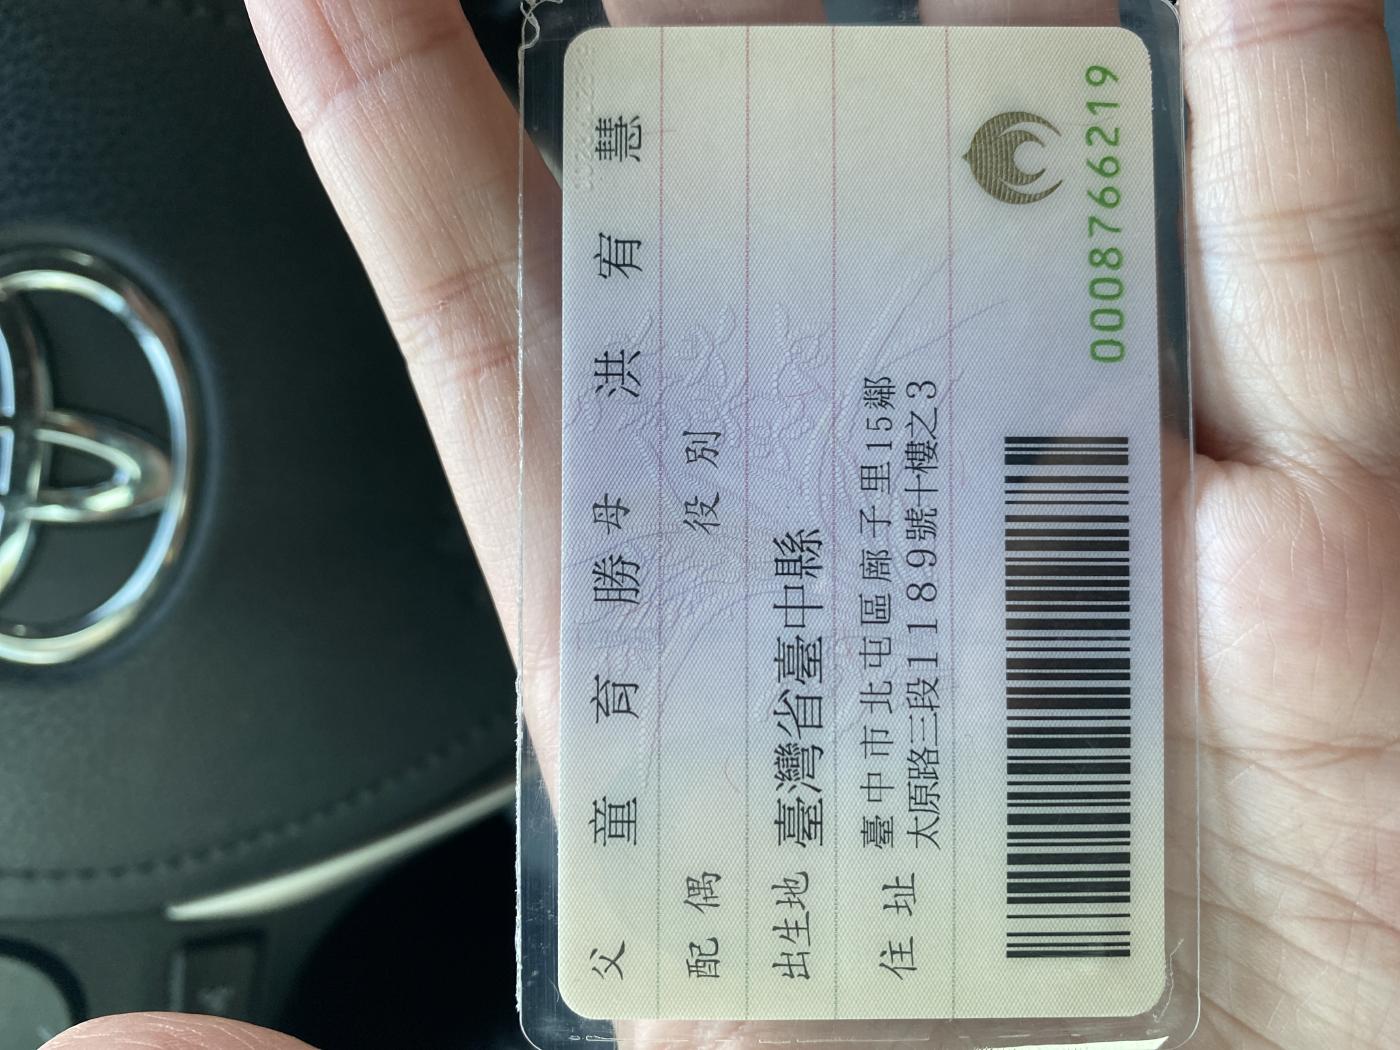 父 童育勝 母 洪宥慧
配偶 役別
出生地 臺灣省臺中縣
住址 臺中市北屯區廍子里15鄰
太原路三段1189號十樓之3
0008766219